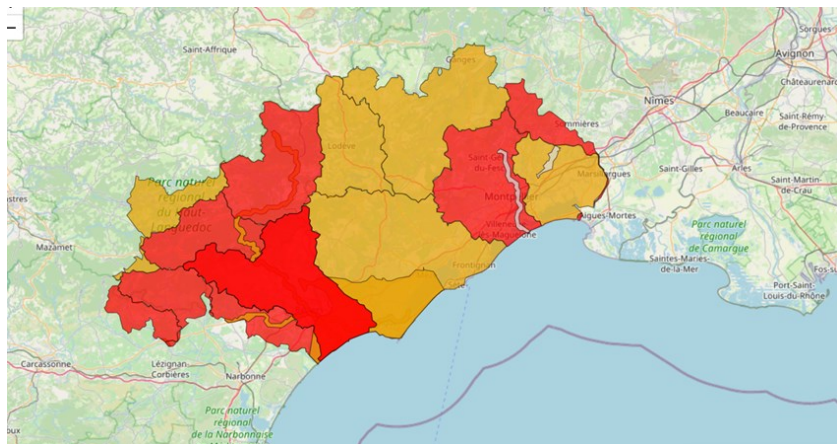 Sorgues
Saint-Affrique
Ganges
Avignon
Châteaurenard
Nîmes
Beaucaire
Saint-Rémy-
de-Provence
Sommières
Lodève
Marsillargues
Saint-Gilles
Arles
Saint-Martin-
de-Crau
Parc naturel
régional
du Haut-
Languedoc
Montpellier
Aigues-Mortes
Mazamet
Parc naturel
régional
de Camargue
Saintes-Maries-
de-la-Mer
Frontignan
Sète
Port-Saint-
Louis-du-Rhône
Carcassonne
Lézignan-
Corbières
Narbonne
Parc naturel
régional
de la Narbonnaise